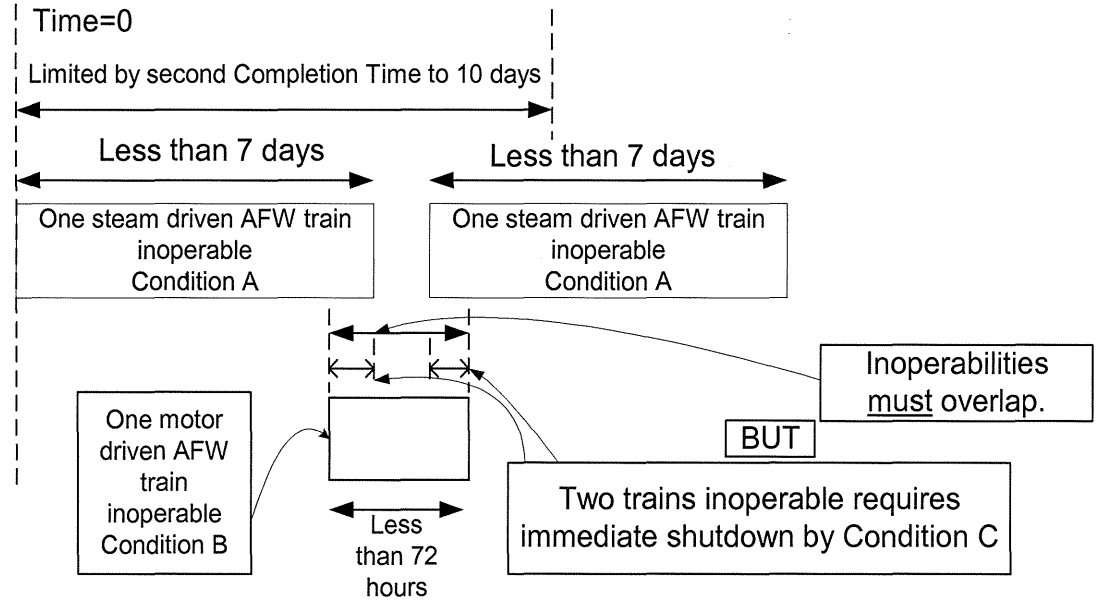 Time=0
Limited by second Completion Time to 10 days
Less than 7 days
Less than 7 days
One steam driven AFW train
inoperable
Condition A
One steam driven AFW train
inoperable
Condition A
Inoperabilities
must overlap.
BUT
One motor
driven AFW
train
inoperable
Condition B
Two trains inoperable requires
immediate shutdown by Condition C
Less
than 72
hours